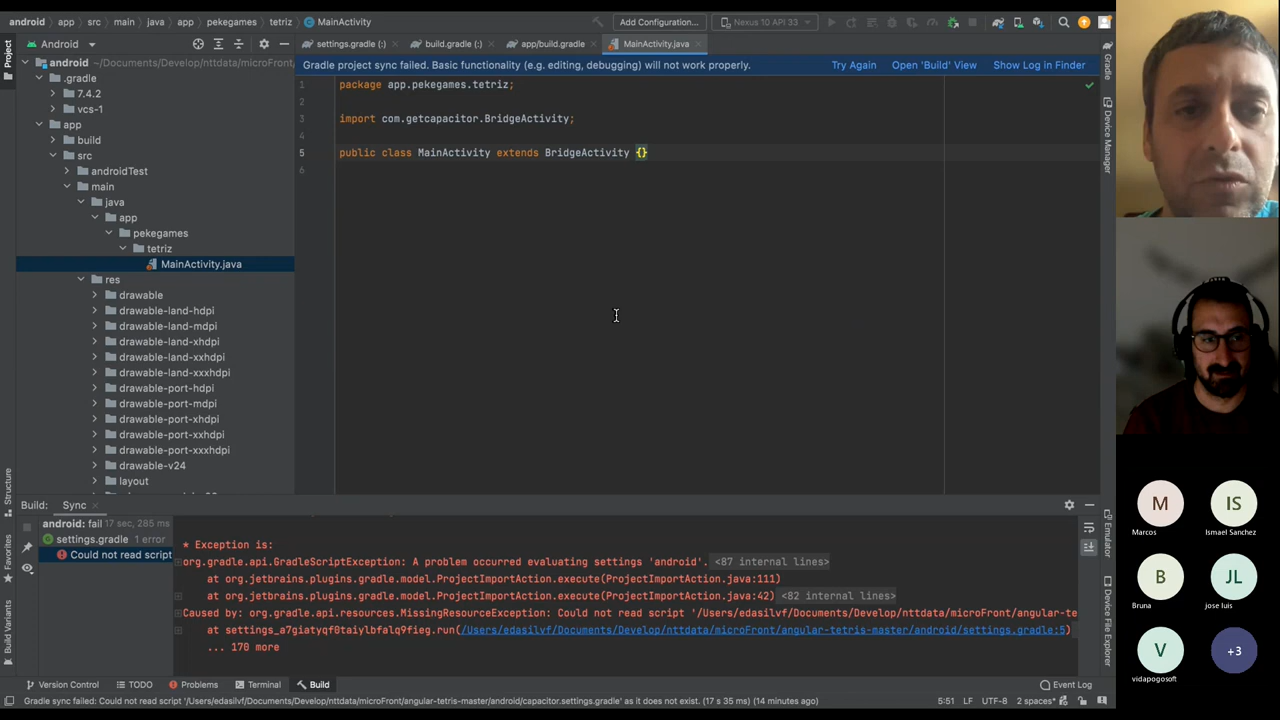 android app src main java app pekegames tetriz MainActivity
Add Configuration...
Nexus 10 API 33
Android
settings.gradle (:)
build.gradle (:)
app/build.gradle
MainActivity.java
Gradle project sync failed. Basic functionality (e.g. editing, debugging) will not work properly.
Try Again
Open 'Build' View
Show Log in Finder
Project
Structure
Favorites
Build Variants
android ~/Documents/Develop/nttdata/microFront/
.gradle
7.4.2
vcs-1
app
build
src
androidTest
main
java
app
pekegames
tetriz
MainActivity.java
res
drawable
drawable-land-hdpi
drawable-land-mdpi
drawable-land-xhdpi
drawable-land-xxhdpi
drawable-land-xxxhdpi
drawable-port-hdpi
drawable-port-mdpi
drawable-port-xhdpi
drawable-port-xxhdpi
drawable-port-xxxhdpi
drawable-v24
layout
1 package app.pekegames.tetriz;
2
3 import com.getcapacitor.BridgeActivity;
4
5 public class MainActivity extends BridgeActivity {}
6
Gradle
Device Manager
Emulator
Device File Explorer
Build:
Sync
android: fail 17 sec, 285 ms
settings.gradle 1 error
Could not read script
* Exception is:
org.gradle.api.GradleScriptException: A problem occurred evaluating settings 'android'. <87 internal lines>
at org.jetbrains.plugins.gradle.model.ProjectImportAction.execute(ProjectImportAction.java:111)
at org.jetbrains.plugins.gradle.model.ProjectImportAction.execute(ProjectImportAction.java:42) <82 internal lines>
Caused by: org.gradle.api.resources.MissingResourceException: Could not read script '/Users/edasilvf/Documents/Develop/nttdata/microFront/angular-te
at settings_a7giatyqf0taiylbfalq9fieg.run(/Users/edasilvf/Documents/Develop/nttdata/microFront/angular-tetris-master/android/settings.gradle:5)
... 170 more
Version Control
TODO
Problems
Terminal
Build
Event Log
Gradle sync failed: Could not read script '/Users/edasilvf/Documents/Develop/nttdata/microFront/angular-tetris-master/android/capacitor.settings.gradle' as it does not exist. (17 s 35 ms) (14 minutes ago)
5:51 LF UTF-8 2 spaces*
M
Marcos
IS
Ismael Sanchez
B
Bruna
JL
jose luis
V
vidapogosoft
+3